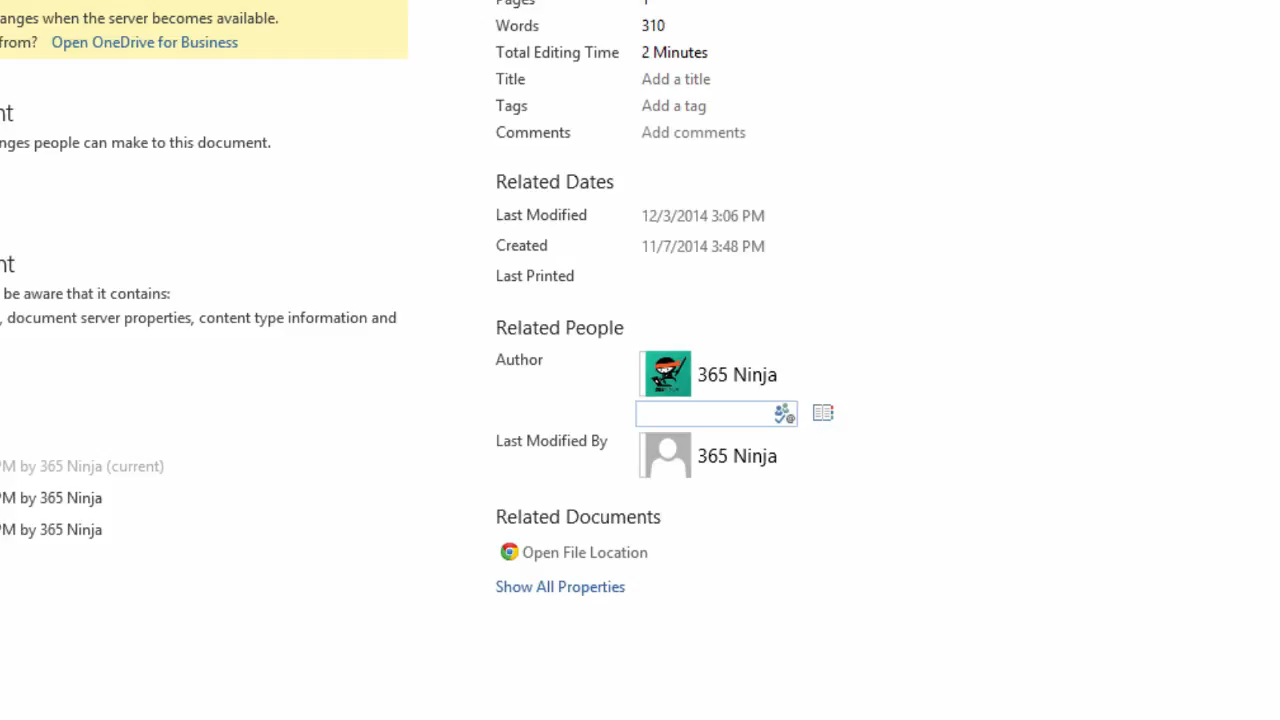 anges when the server becomes available.
from? Open OneDrive for Business
nt
nges people can make to this document.
nt
be aware that it contains:
, document server properties, content type information and
PM by 365 Ninja (current)
PM by 365 Ninja
PM by 365 Ninja
Pages 1
Words 310
Total Editing Time 2 Minutes
Title Add a title
Tags Add a tag
Comments Add comments
Related Dates
Last Modified 12/3/2014 3:06 PM
Created 11/7/2014 3:48 PM
Last Printed
Related People
Author 365 Ninja
Last Modified By 365 Ninja
Related Documents
Open File Location
Show All Properties